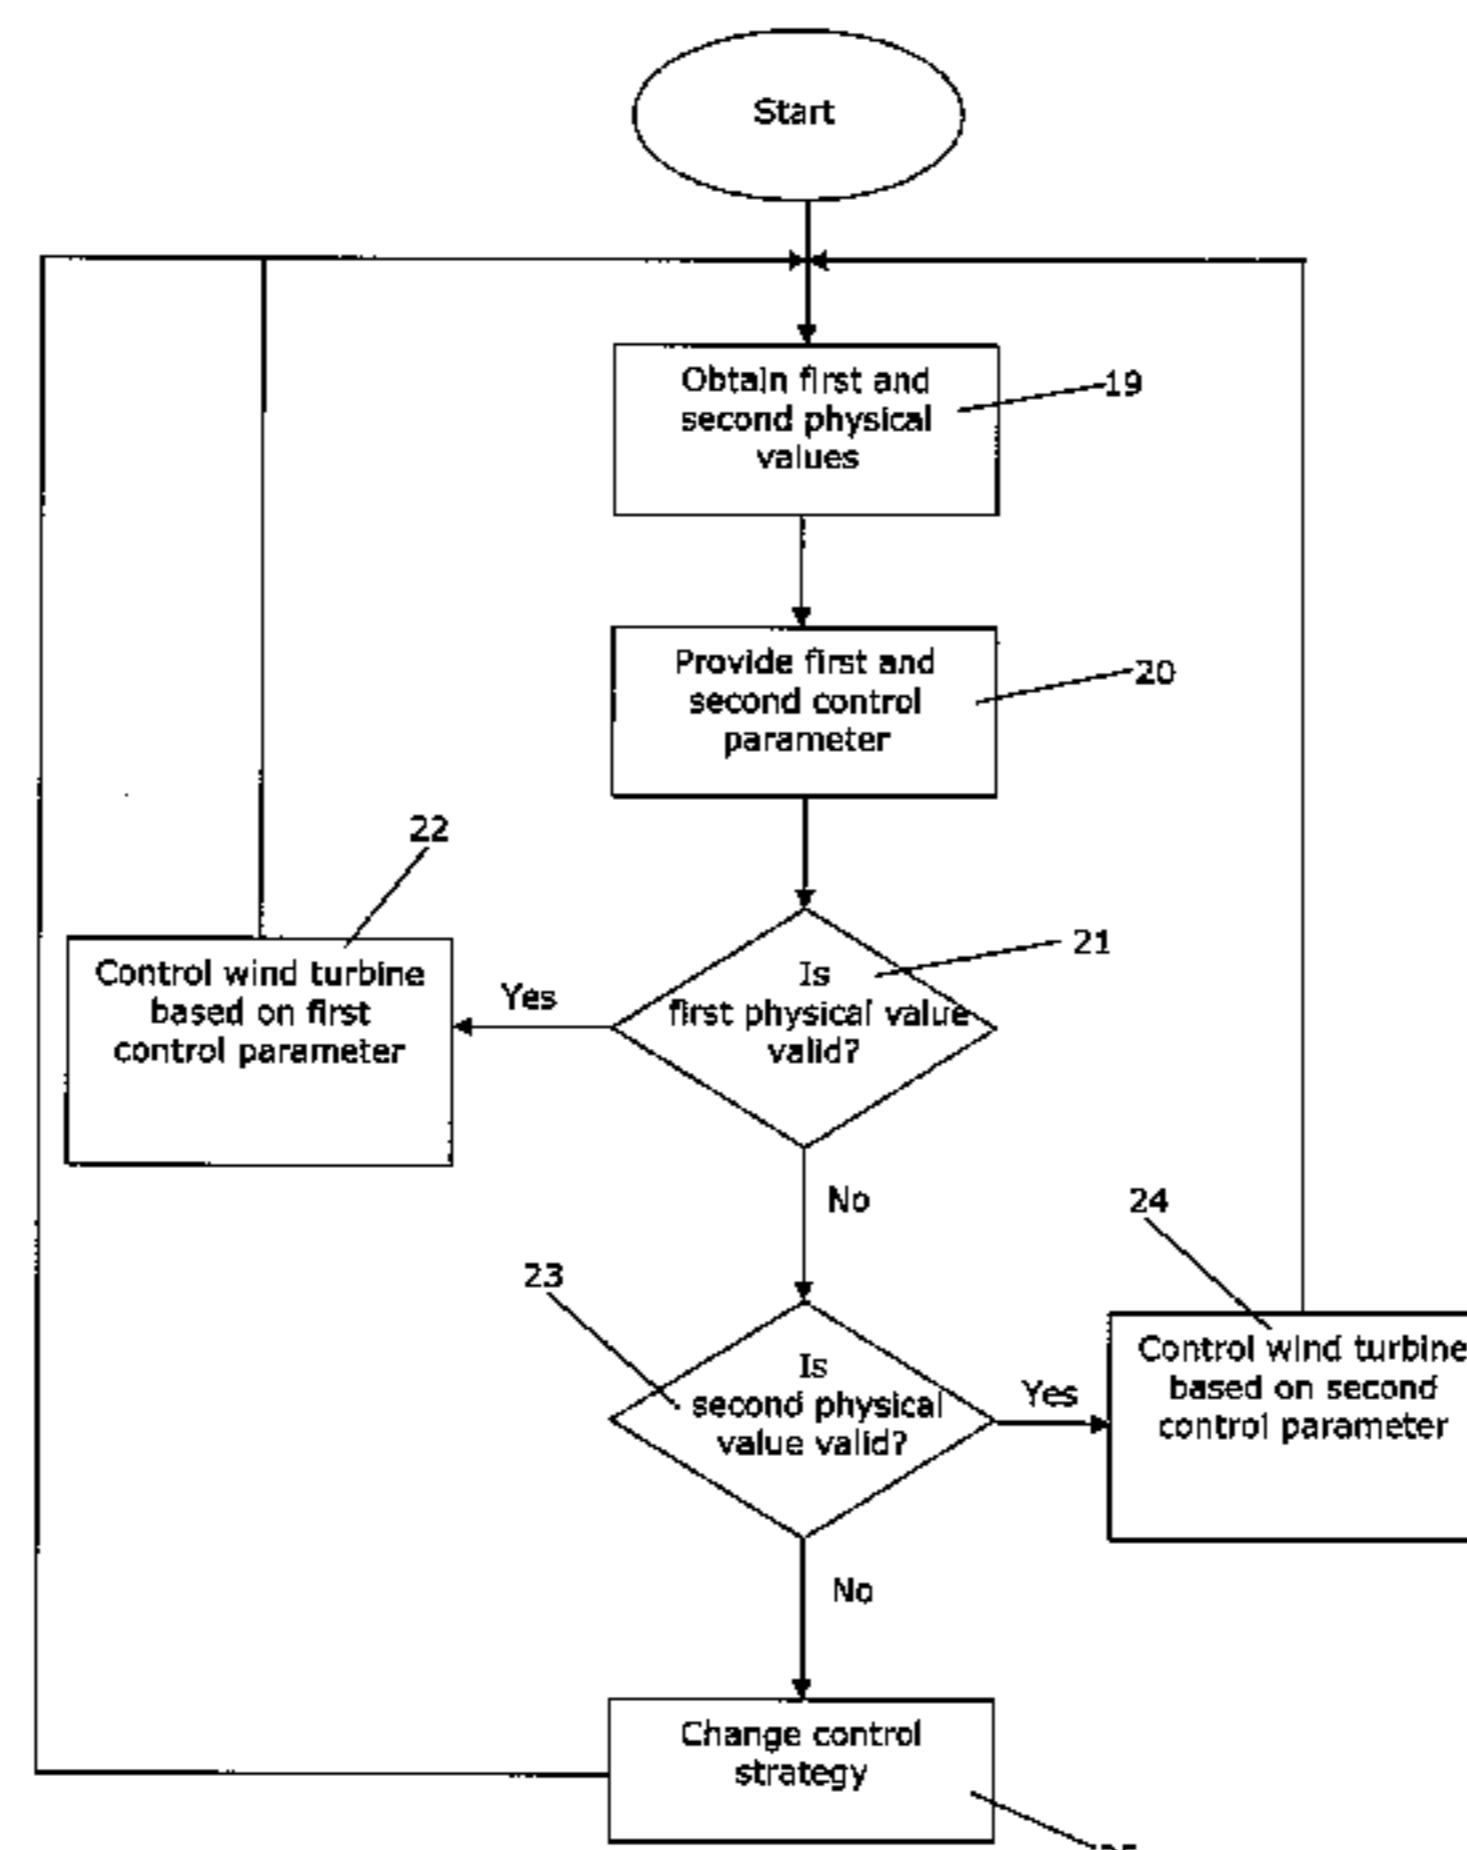 Start
Obtain first and
second physical
values
19
Provide first and
second control
parameter
20
22
21
Control wind turbine
based on first
control parameter
Yes
Is
first physical value
valid?
No
24
23
Is
second physical
value valid?
Yes
Control wind turbine
based on second
control parameter
No
Change control
strategy